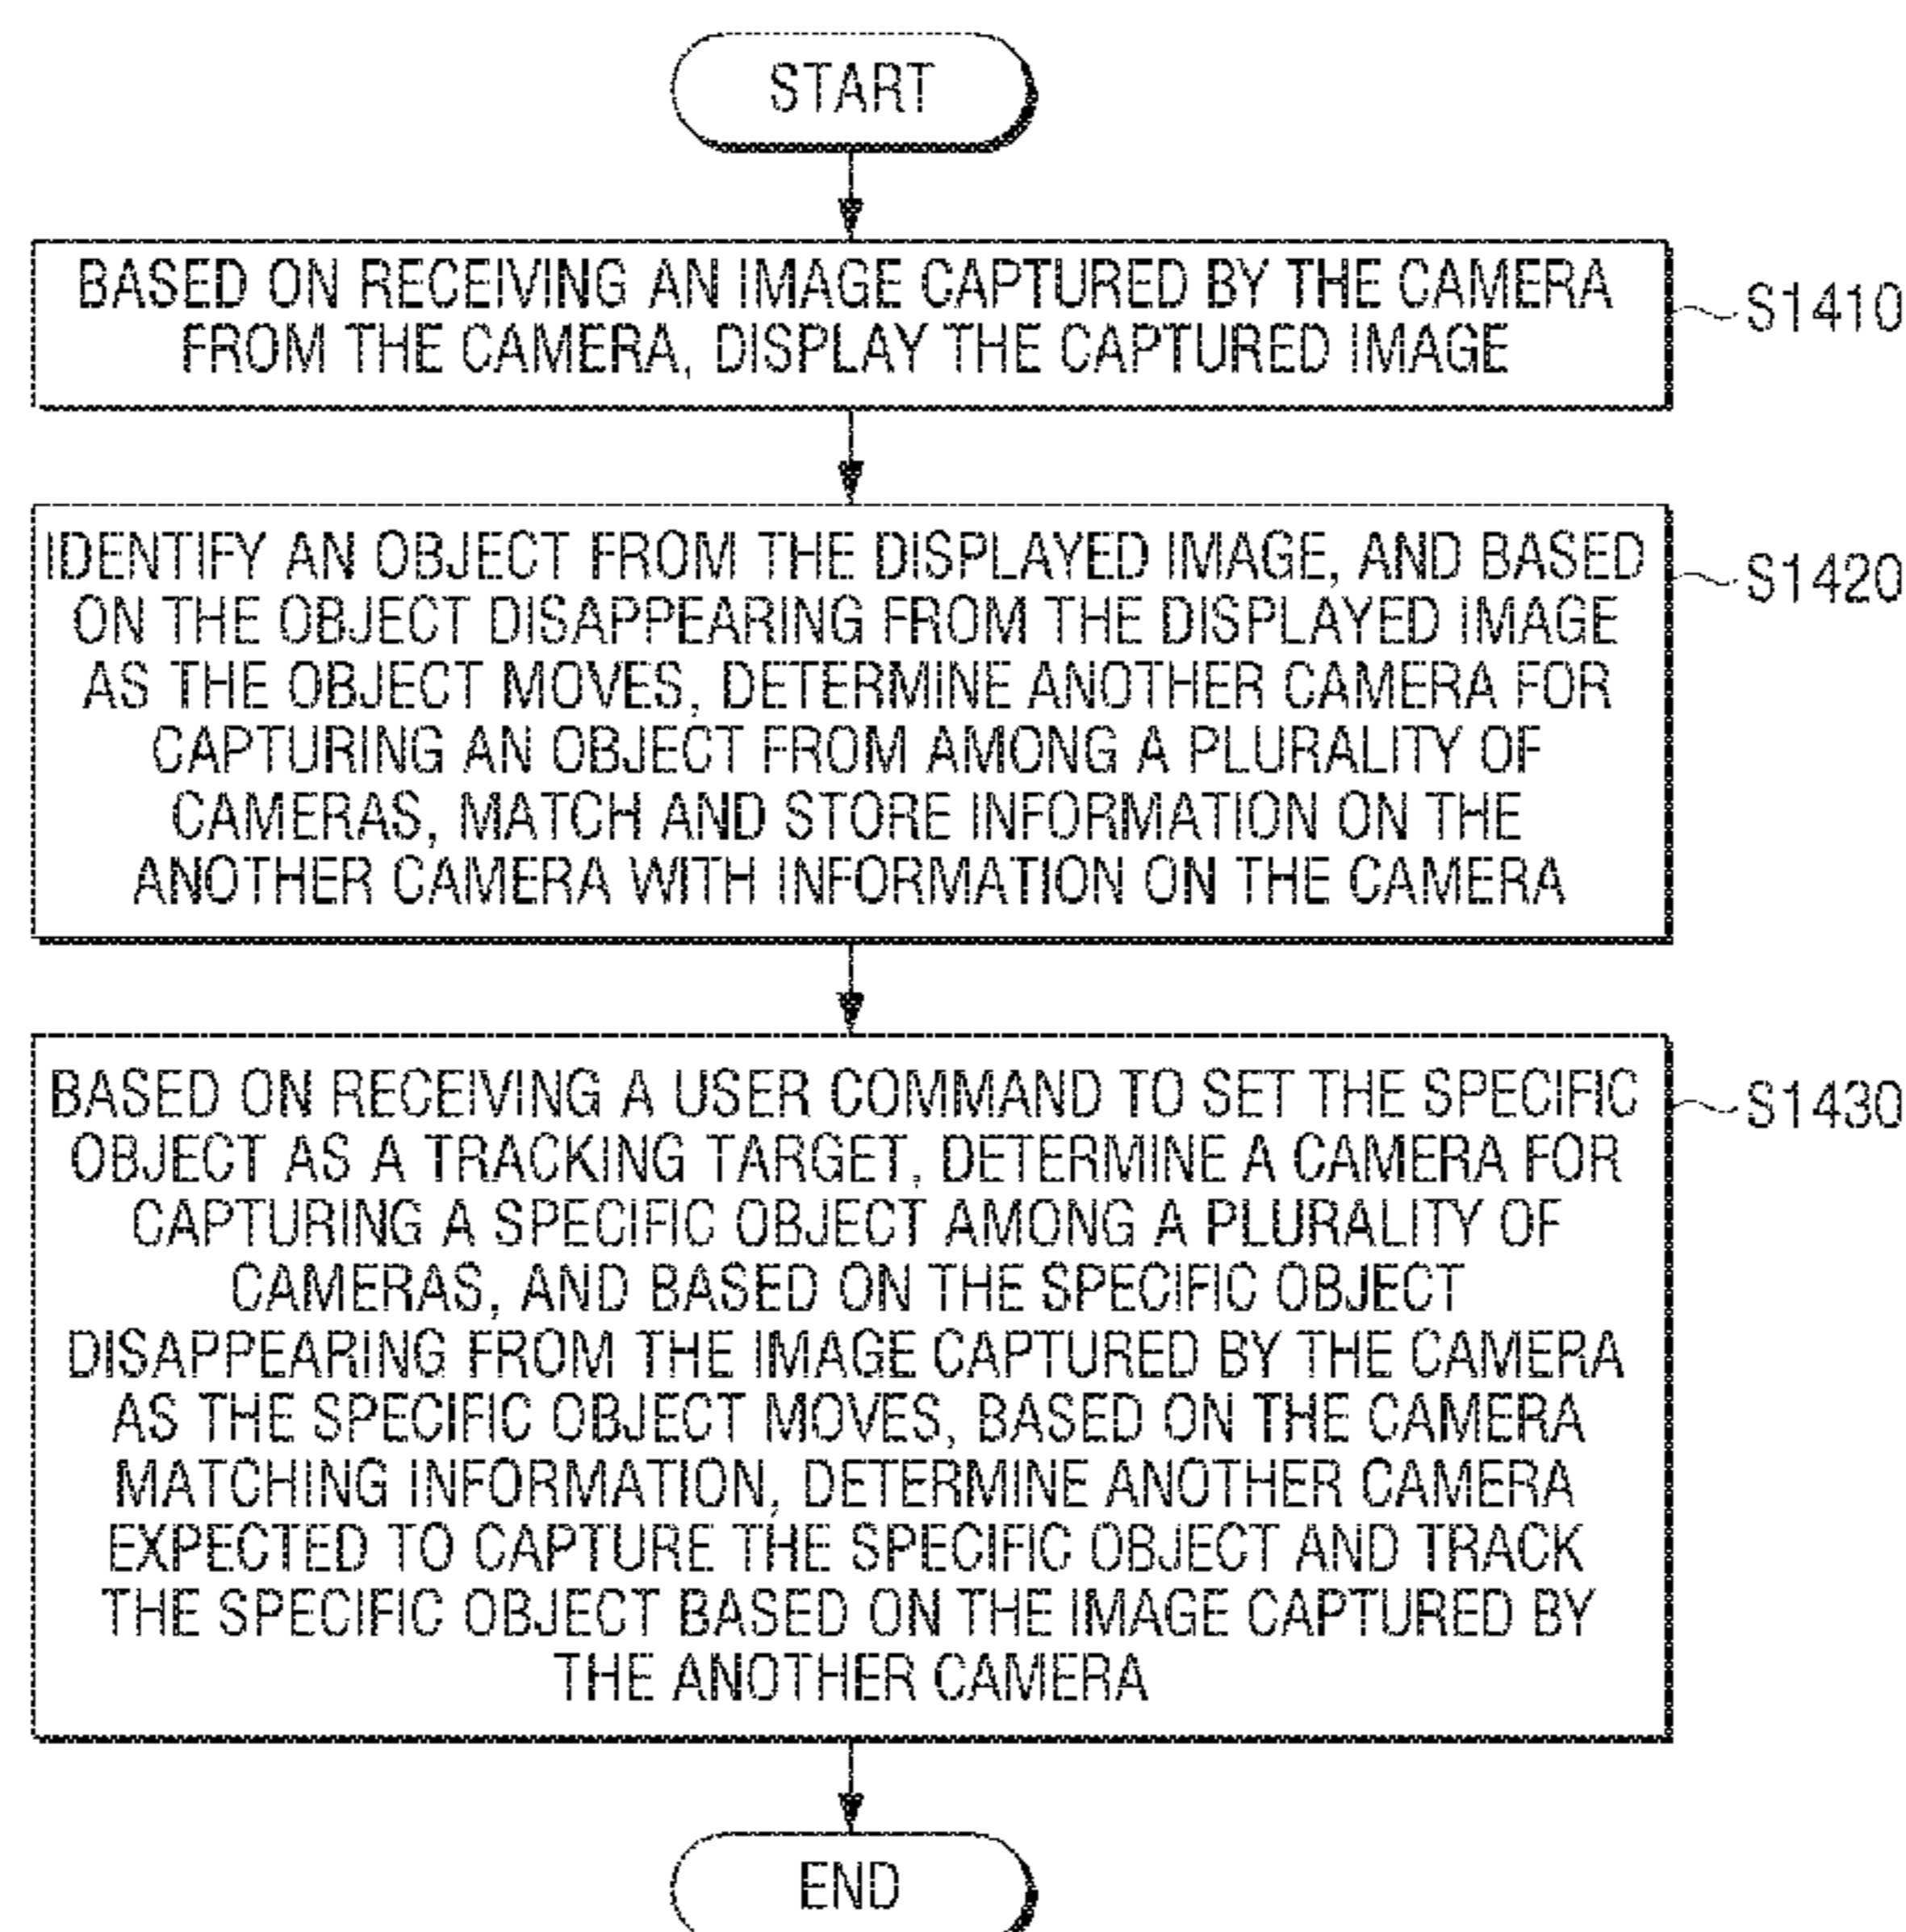 START
BASED ON RECEIVING AN IMAGE CAPTURED BY THE CAMERA
FROM THE CAMERA, DISPLAY THE CAPTURED IMAGE
S1410
IDENTIFY AN OBJECT FROM THE DISPLAYED IMAGE, AND BASED
ON THE OBJECT DISAPPEARING FROM THE DISPLAYED IMAGE
AS THE OBJECT MOVES, DETERMINE ANOTHER CAMERA FOR
CAPTURING AN OBJECT FROM AMONG A PLURALITY OF
CAMERAS, MATCH AND STORE INFORMATION ON THE
ANOTHER CAMERA WITH INFORMATION ON THE CAMERA
S1420
BASED ON RECEIVING A USER COMMAND TO SET THE SPECIFIC
OBJECT AS A TRACKING TARGET, DETERMINE A CAMERA FOR
CAPTURING A SPECIFIC OBJECT AMONG A PLURALITY OF
CAMERAS, AND BASED ON THE SPECIFIC OBJECT
DISAPPEARING FROM THE IMAGE CAPTURED BY THE CAMERA
AS THE SPECIFIC OBJECT MOVES, BASED ON THE CAMERA
MATCHING INFORMATION, DETERMINE ANOTHER CAMERA
EXPECTED TO CAPTURE THE SPECIFIC OBJECT AND TRACK
THE SPECIFIC OBJECT BASED ON THE IMAGE CAPTURED BY
THE ANOTHER CAMERA
S1430
END